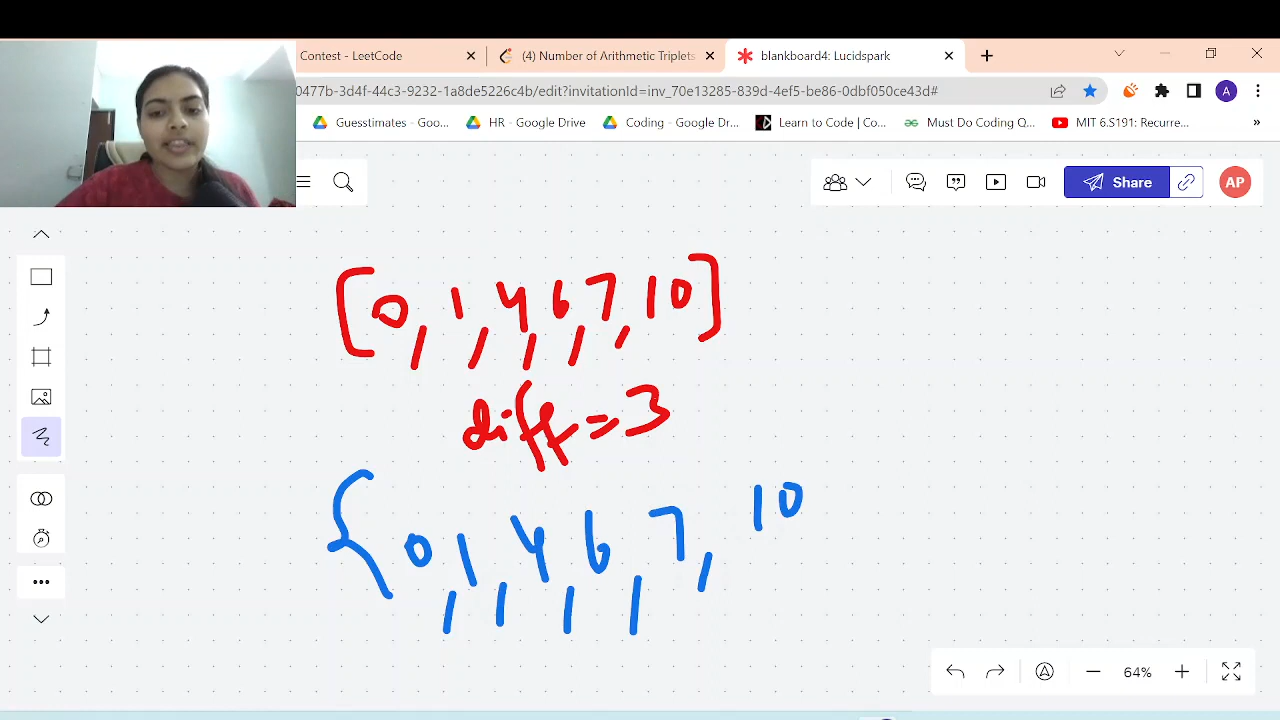 Contest - LeetCode
(4) Number of Arithmetic Triplets
blankboard4: Lucidspark
0477b-3d4f-44c3-9232-1a8de5226c4b/edit?invitationId=inv_70e13285-839d-4ef5-be86-0dbf050ce43d#
A
Guesstimates - Goo...
HR - Google Drive
Coding - Google Dr...
Learn to Code | Co...
Must Do Coding Q...
MIT 6.S191: Recurre...
»
Share
AP
[0, 1, 4, 6, 7, 10]
diff = 3
{0, 1, 4, 6, 7, 10
64%